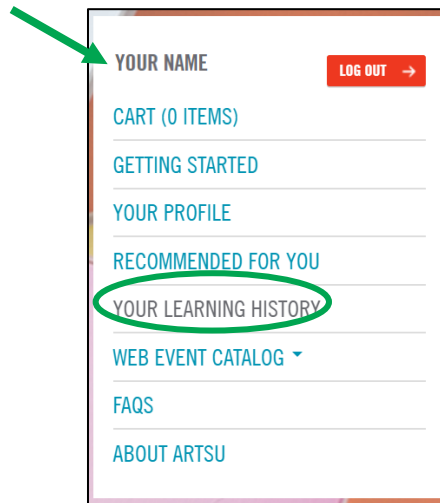 YOUR NAME
LOG OUT →
CART (0 ITEMS)
GETTING STARTED
YOUR PROFILE
RECOMMENDED FOR YOU
YOUR LEARNING HISTORY
WEB EVENT CATALOG
FAQS
ABOUT ARTSU